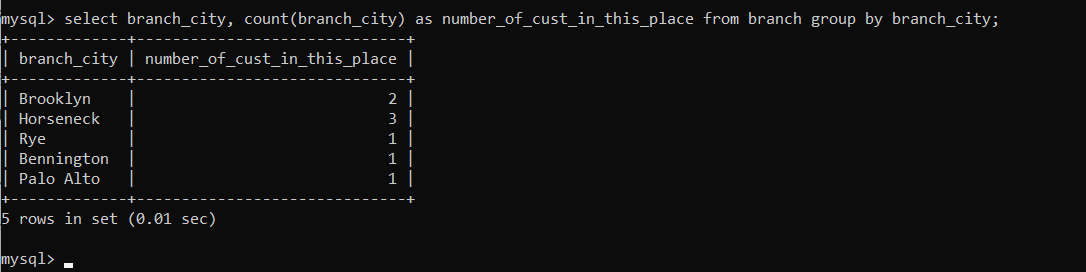 mysql> select branch_city, count(branch_city) as number_of_cust_in_this_place from branch group by branch_city;
+-------------+------------------------------+
| branch_city | number_of_cust_in_this_place |
+-------------+------------------------------+
| Brooklyn    |                            2 |
| Horseneck   |                            3 |
| Rye         |                            1 |
| Bennington  |                            1 |
| Palo Alto   |                            1 |
+-------------+------------------------------+
5 rows in set (0.01 sec)
mysql>